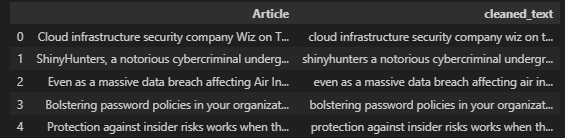 Article cleaned_text
0 Cloud infrastructure security company Wiz on T... cloud infrastructure security company wiz on t...
1 ShinyHunters, a notorious cybercriminal underg... shinyhunters a notorious cybercriminal undergr...
2 Even as a massive data breach affecting Air In... even as a massive data breach affecting air in...
3 Bolstering password policies in your organizat... bolstering password policies in your organizat...
4 Protection against insider risks works when th... protection against insider risks works when th...